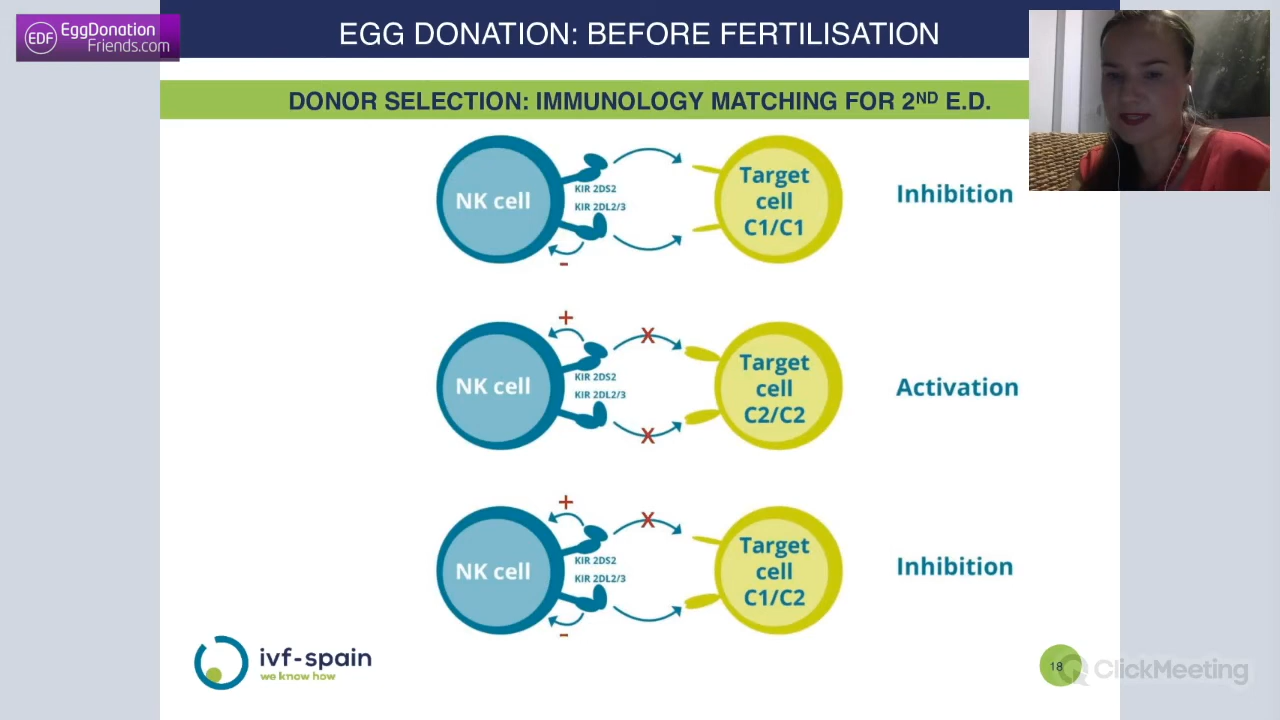 EDF
EggDonation
Friends.com
EGG DONATION: BEFORE FERTILISATION
DONOR SELECTION: IMMUNOLOGY MATCHING FOR 2ND E.D.
NK cell
KIR 2DS2
KIR 2DL2/3
-
Target
cell
C1/C1
Inhibition
+
NK cell
KIR 2DS2
KIR 2DL2/3
X
X
Target
cell
C2/C2
Activation
+
NK cell
KIR 2DS2
KIR 2DL2/3
-
X
Target
cell
C1/C2
Inhibition
ivf-spain
we know how
18
ClickMeeting